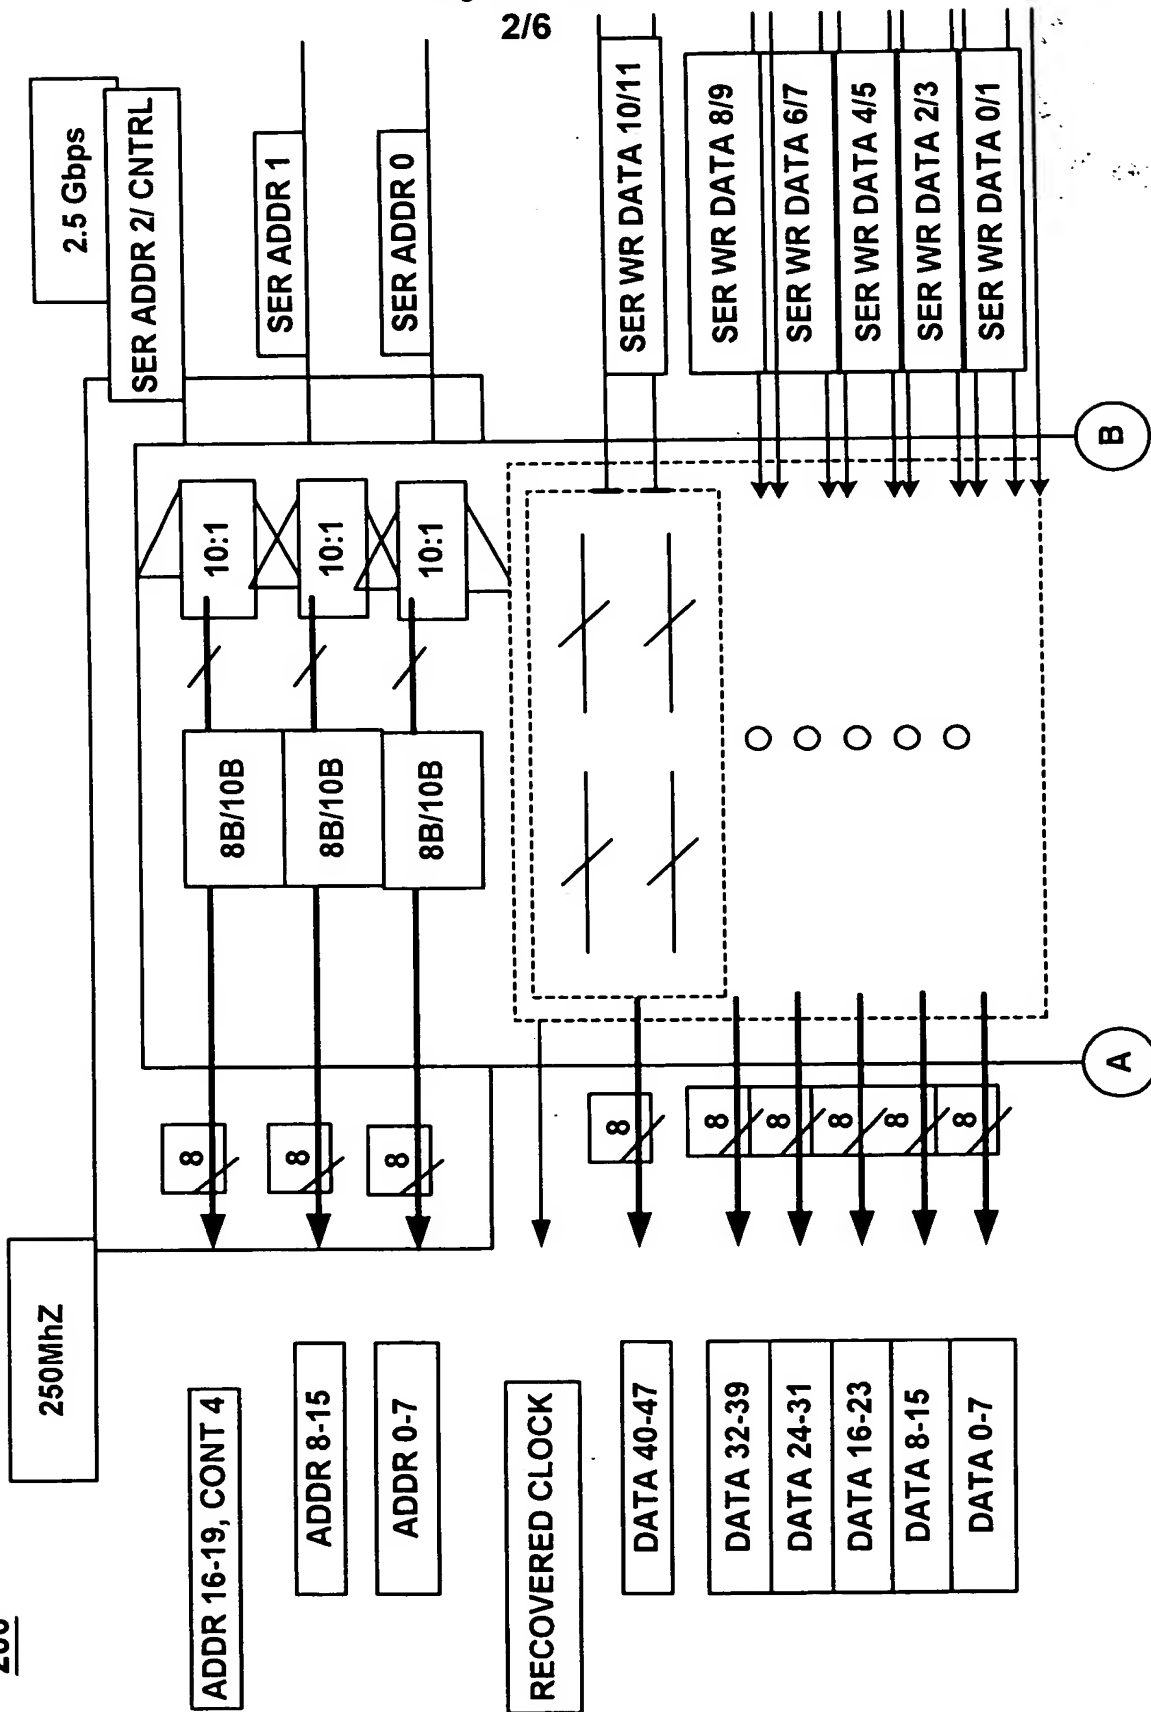 2/6
2.5 Gbps
SER ADDR 2/ CNTRL
SER ADDR 1
SER ADDR 0
SER WR DATA 10/11
SER WR DATA 8/9
SER WR DATA 6/7
SER WR DATA 4/5
SER WR DATA 2/3
SER WR DATA 0/1
B
10:1
10:1
10:1
8B/10B
8B/10B
8B/10B
A
8
8
8
8
8
8
8
8
8
250MhZ
ADDR 16-19, CONT 4
ADDR 8-15
ADDR 0-7
RECOVERED CLOCK
DATA 40-47
DATA 32-39
DATA 24-31
DATA 16-23
DATA 8-15
DATA 0-7